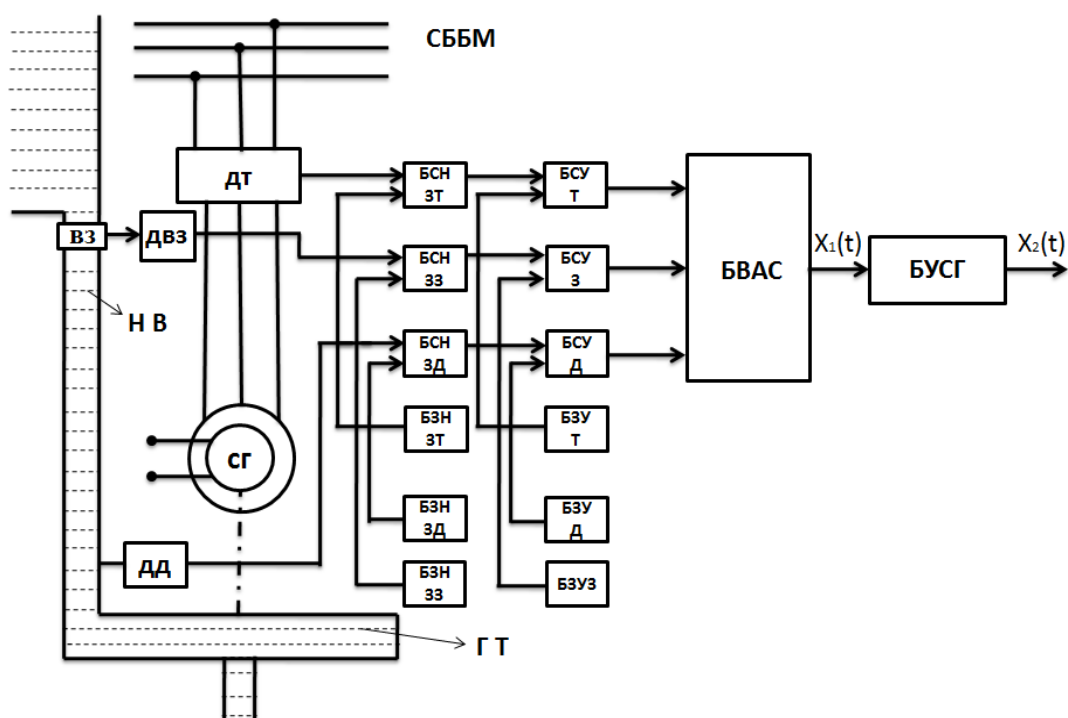 СББМ
дт
БСН
ЗТ
БСУ
Т
ВЗ
ДВЗ
БСН
ЗЗ
БСУ
З
БВАС
X₁(t)
БУСГ
X₂(t)
Н В
БСН
ЗД
БСУ
Д
БЗН
ЗТ
БЗУ
Т
сг
БЗН
ЗД
БЗУ
Д
ДД
БЗН
ЗЗ
БЗУЗ
Г Т